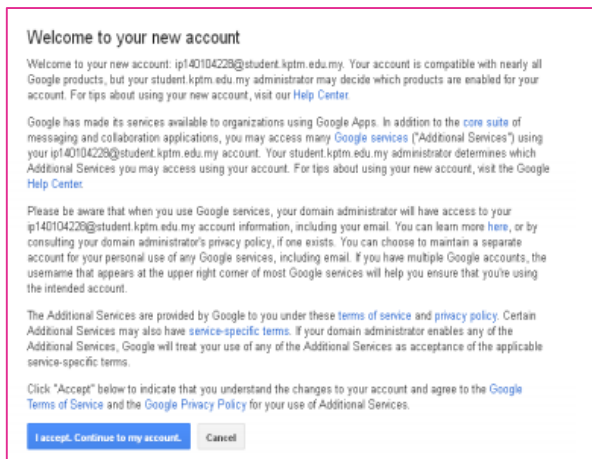 Welcome to your new account
Welcome to your new account: ip140104228@student.kptm.edu.my. Your account is compatible with nearly all
Google products, but your student.kptm.edu.my administrator may decide which products are enabled for your
account. For tips about using your new account, visit our Help Center.
Google has made its services available to organizations using Google Apps. In addition to the core suite of
messaging and collaboration applications, you may access many Google services ("Additional Services") using
your ip140104228@student.kptm.edu.my account. Your student.kptm.edu.my administrator determines which
Additional Services you may access using your account. For tips about using your new account, visit the Google
Help Center.
Please be aware that when you use Google services, your domain administrator will have access to your
ip140104228@student.kptm.edu.my account information, including your email. You can learn more here, or by
consulting your domain administrator's privacy policy, if one exists. You can choose to maintain a separate
account for your personal use of any Google services, including email. If you have multiple Google accounts, the
username that appears at the upper right corner of most Google services will help you ensure that you're using
the intended account.
The Additional Services are provided by Google to you under these terms of service and privacy policy. Certain
Additional Services may also have service-specific terms. If your domain administrator enables any of the
Additional Services, Google will treat your use of any of the Additional Services as acceptance of the applicable
service-specific terms.
Click "Accept" below to indicate that you understand the changes to your account and agree to the Google
Terms of Service and the Google Privacy Policy for your use of Additional Services.
I accept. Continue to my account. Cancel